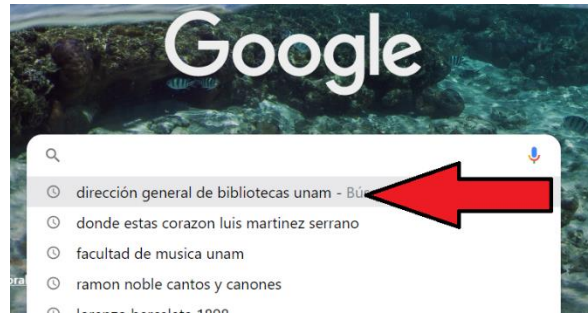 Google
dirección general de bibliotecas unam - Bús
donde estas corazon luis martinez serrano
facultad de musica unam
ramon noble cantos y canones